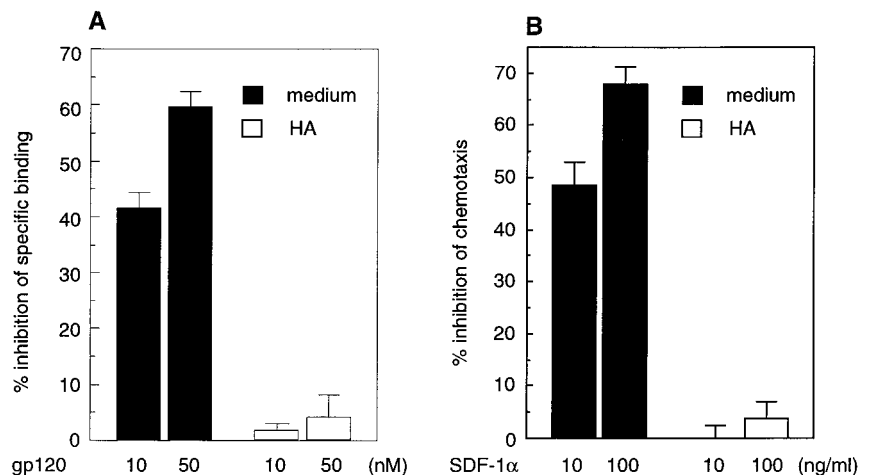 A
% inhibition of specific binding
70
60
50
40
30
20
10
0
medium
HA
gp120 10 50 10 50 (nM)
B
% inhibition of chemotaxis
70
60
50
40
30
20
10
0
medium
HA
SDF-1α 10 100 10 100 (ng/ml)